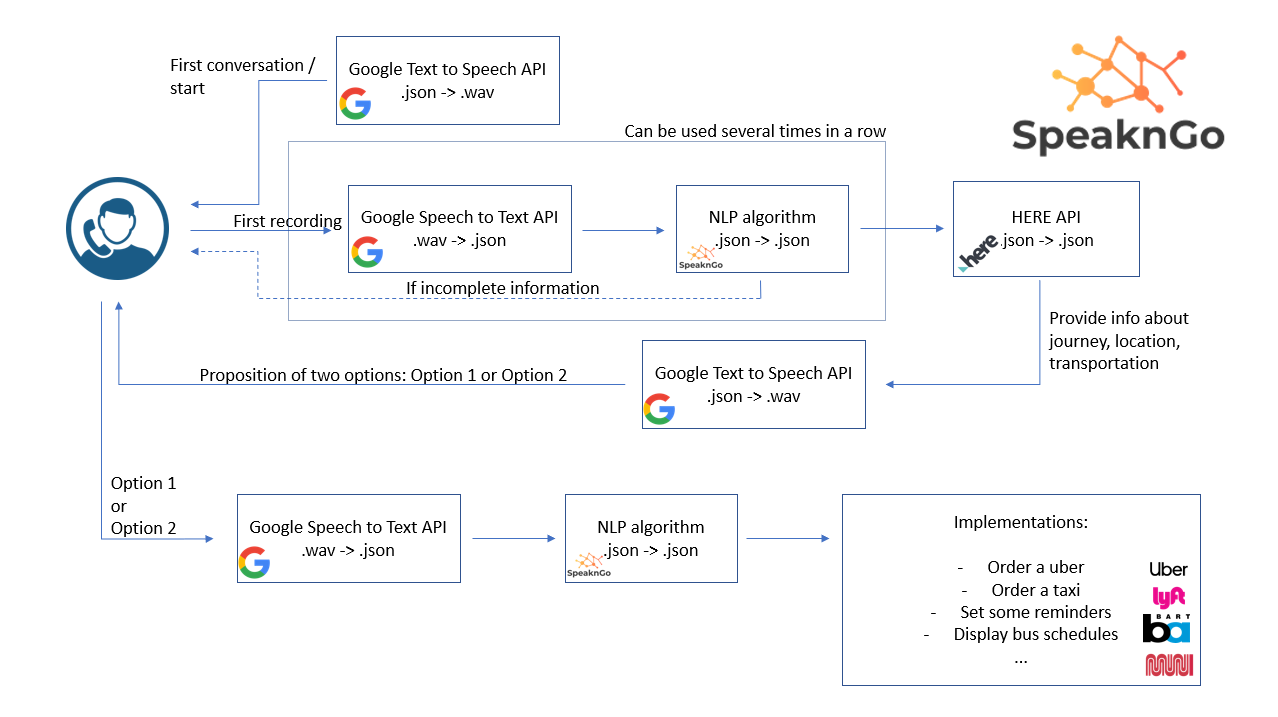 First conversation /
start
Google Text to Speech API
.json -> .wav
SpeaknGo
Can be used several times in a row
First recording
Google Speech to Text API
.wav -> .json
NLP algorithm
.json -> .json
SpeaknGo
HERE API
.json -> .json
here
If incomplete information
Provide info about
journey, location,
transportation
Google Text to Speech API
.json -> .wav
Proposition of two options: Option 1 or Option 2
Option 1
or
Option 2
Google Speech to Text API
.wav -> .json
NLP algorithm
.json -> .json
SpeaknGo
Implementations:
- Order a uber
- Order a taxi
- Set some reminders
- Display bus schedules
...
Uber
lyft
BART
ba
MUNI